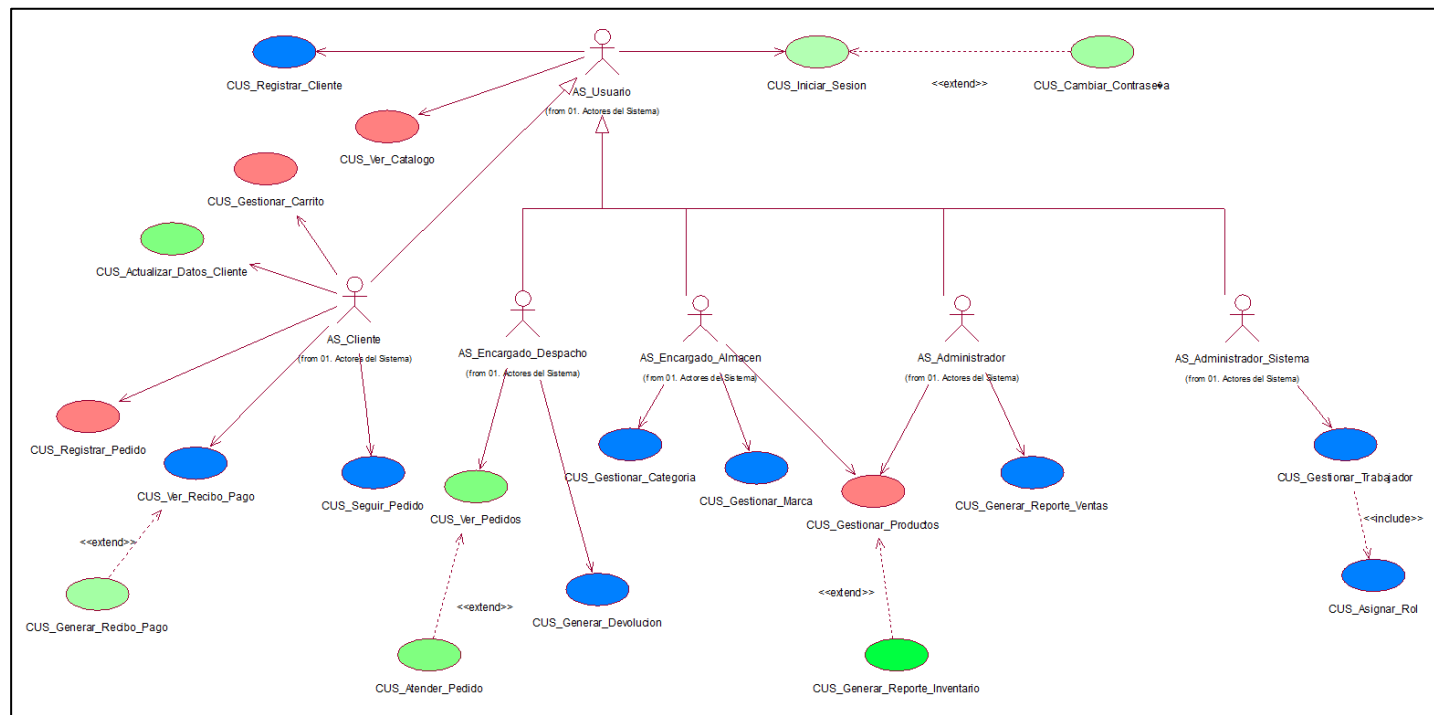 CUS_Registrar_Cliente
AS_Usuario
(from 01. Actores del Sistema)
CUS_Iniciar_Sesion
<<extend>>
CUS_Cambiar_Contrase�a
CUS_Ver_Catalogo
CUS_Gestionar_Carrito
CUS_Actualizar_Datos_Cliente
AS_Cliente
(from 01. Actores del Sistema)
AS_Encargado_Despacho
(from 01. Actores del Sistema)
AS_Encargado_Almacen
(from 01. Actores del Sistema)
AS_Administrador
(from 01. Actores del Sistema)
AS_Administrador_Sistema
(from 01. Actores del Sistema)
CUS_Registrar_Pedido
CUS_Ver_Recibo_Pago
CUS_Seguir_Pedido
CUS_Ver_Pedidos
CUS_Gestionar_Categoria
CUS_Gestionar_Marca
CUS_Gestionar_Productos
CUS_Generar_Reporte_Ventas
CUS_Gestionar_Trabajador
<<extend>>
<<include>>
CUS_Generar_Recibo_Pago
<<extend>>
CUS_Generar_Devolucion
<<extend>>
CUS_Asignar_Rol
CUS_Atender_Pedido
CUS_Generar_Reporte_Inventario